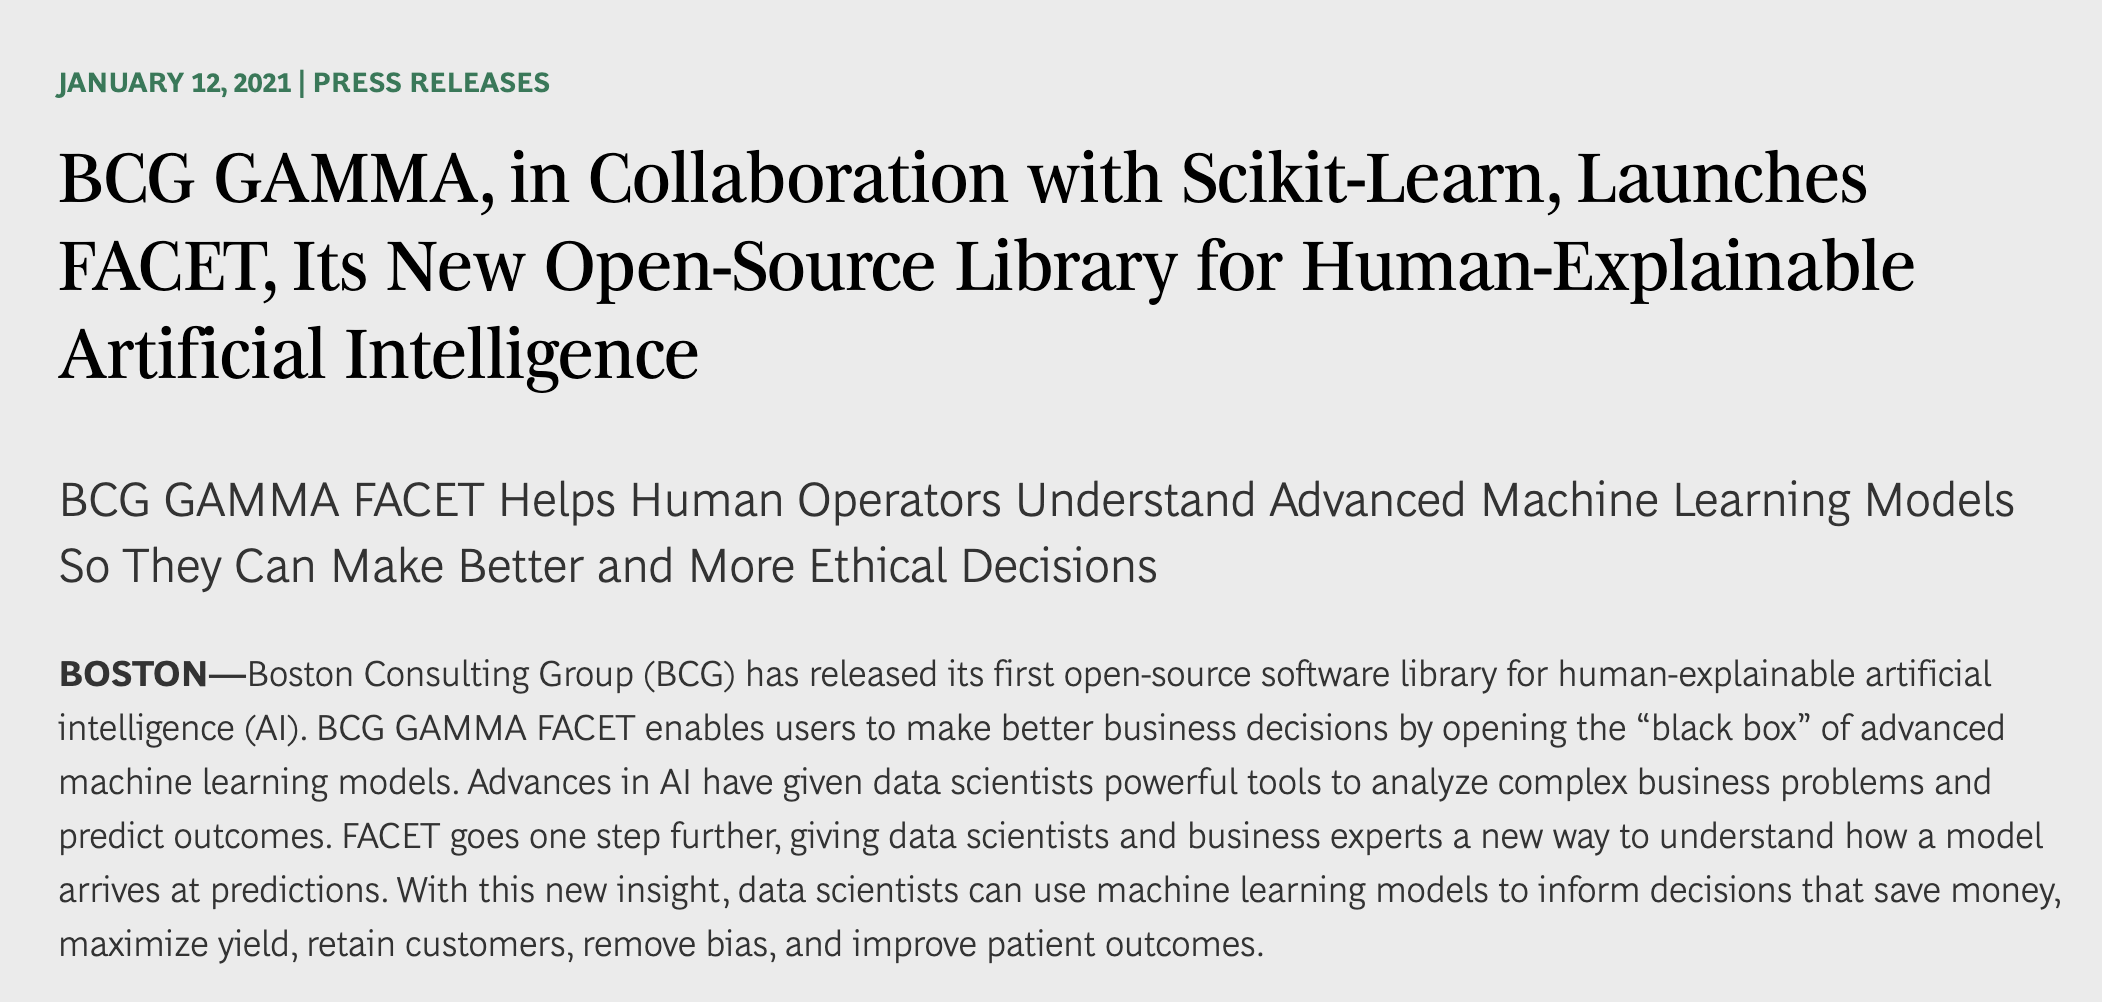 JANUARY 12, 2021 | PRESS RELEASES
BCG GAMMA, in Collaboration with Scikit-Learn, Launches
FACET, Its New Open-Source Library for Human-Explainable
Artificial Intelligence
BCG GAMMA FACET Helps Human Operators Understand Advanced Machine Learning Models
So They Can Make Better and More Ethical Decisions
BOSTON—Boston Consulting Group (BCG) has released its first open-source software library for human-explainable artificial
intelligence (AI). BCG GAMMA FACET enables users to make better business decisions by opening the “black box” of advanced
machine learning models. Advances in AI have given data scientists powerful tools to analyze complex business problems and
predict outcomes. FACET goes one step further, giving data scientists and business experts a new way to understand how a model
arrives at predictions. With this new insight, data scientists can use machine learning models to inform decisions that save money,
maximize yield, retain customers, remove bias, and improve patient outcomes.